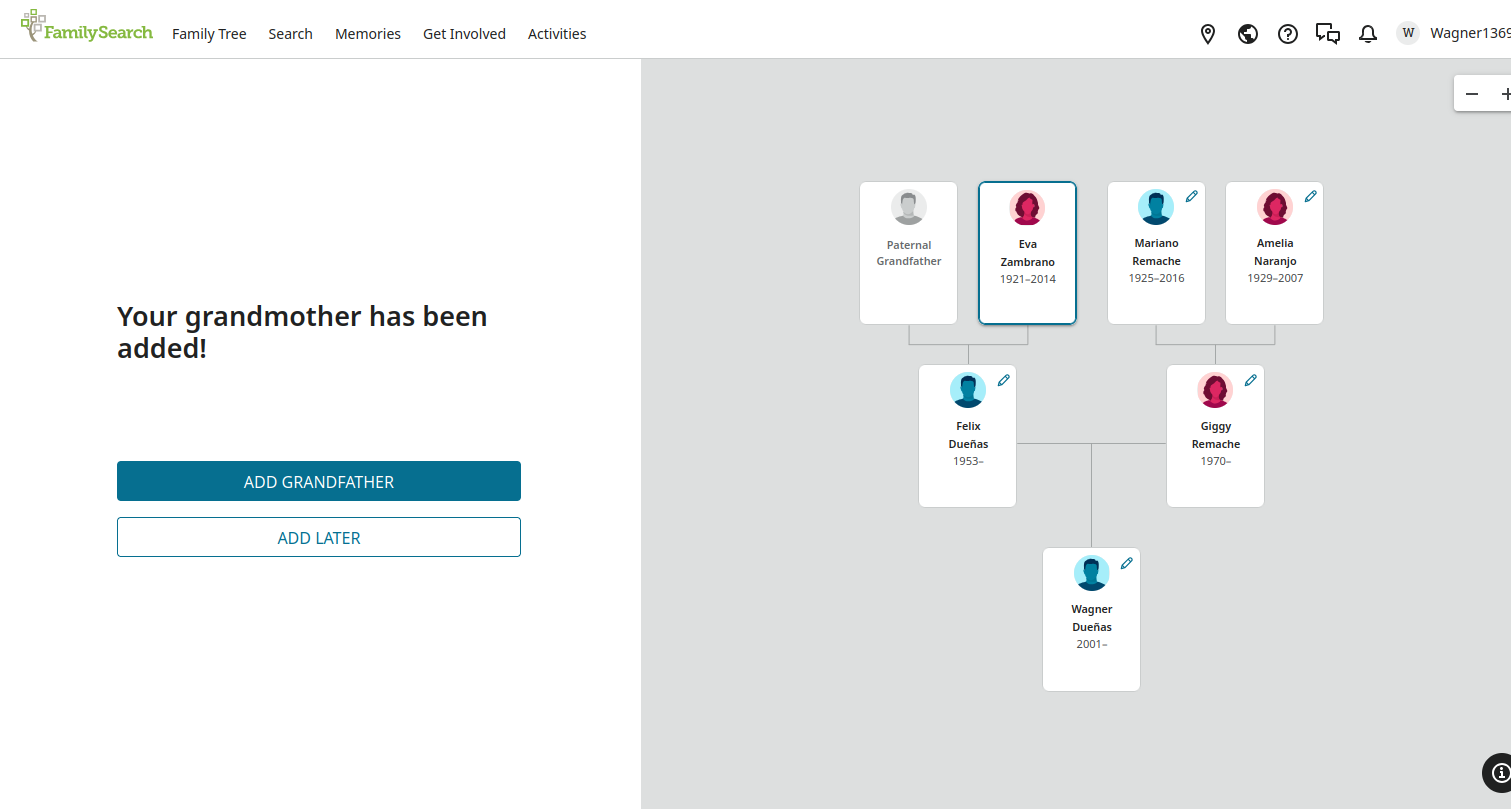 FamilySearch
Family Tree
Search
Memories
Get Involved
Activities
W
Wagner1369
Your grandmother has been
added!
ADD GRANDFATHER
ADD LATER
Paternal
Grandfather
Eva
Zambrano
1921–2014
Mariano
Remache
1925–2016
Amelia
Naranjo
1929–2007
Felix
Dueñas
1953–
Giggy
Remache
1970–
Wagner
Dueñas
2001–